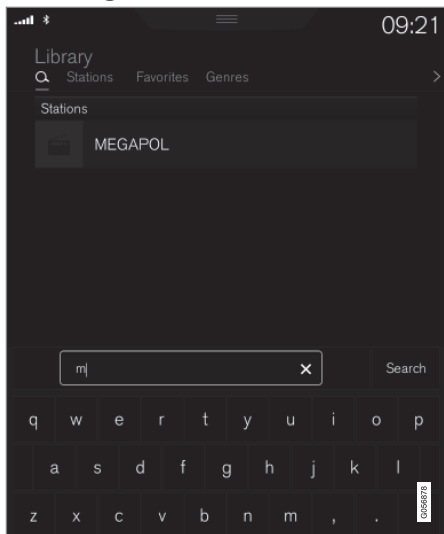 09:21
Library
Stations Favorites Genres
Stations
MEGAPOL
m
Search
q w e r t y u i o p
a s d f g h j k l
z x c v b n m , .
G056878